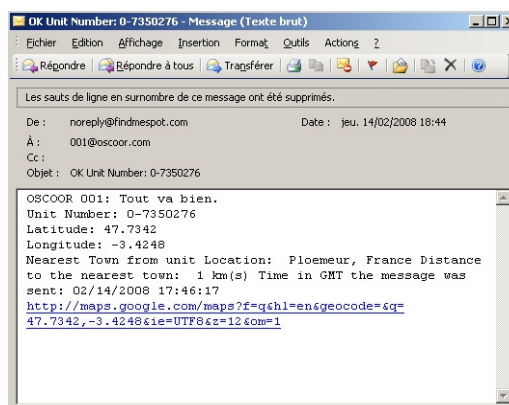 OK Unit Number: 0-7350276 - Message (Texte brut)
Fichier Edition Affichage Insertion Format Outils Actions ?
Répondre Répondre à tous Transférer
Les sauts de ligne en surnombre de ce message ont été supprimés.
De : noreply@findmespot.com Date : jeu. 14/02/2008 18:44
À : 001@oscoor.com
Cc :
Objet : OK Unit Number: 0-7350276
OSCOOR 001: Tout va bien.
Unit Number: 0-7350276
Latitude: 47.7342
Longitude: -3.4248
Nearest Town from unit Location: Ploemeur, France Distance
to the nearest town: 1 km(s) Time in GMT the message was
sent: 02/14/2008 17:46:17
http://maps.google.com/maps?f=q&hl=en&geocode=&q=
47.7342,-3.4248&ie=UTF8&z=12&om=1